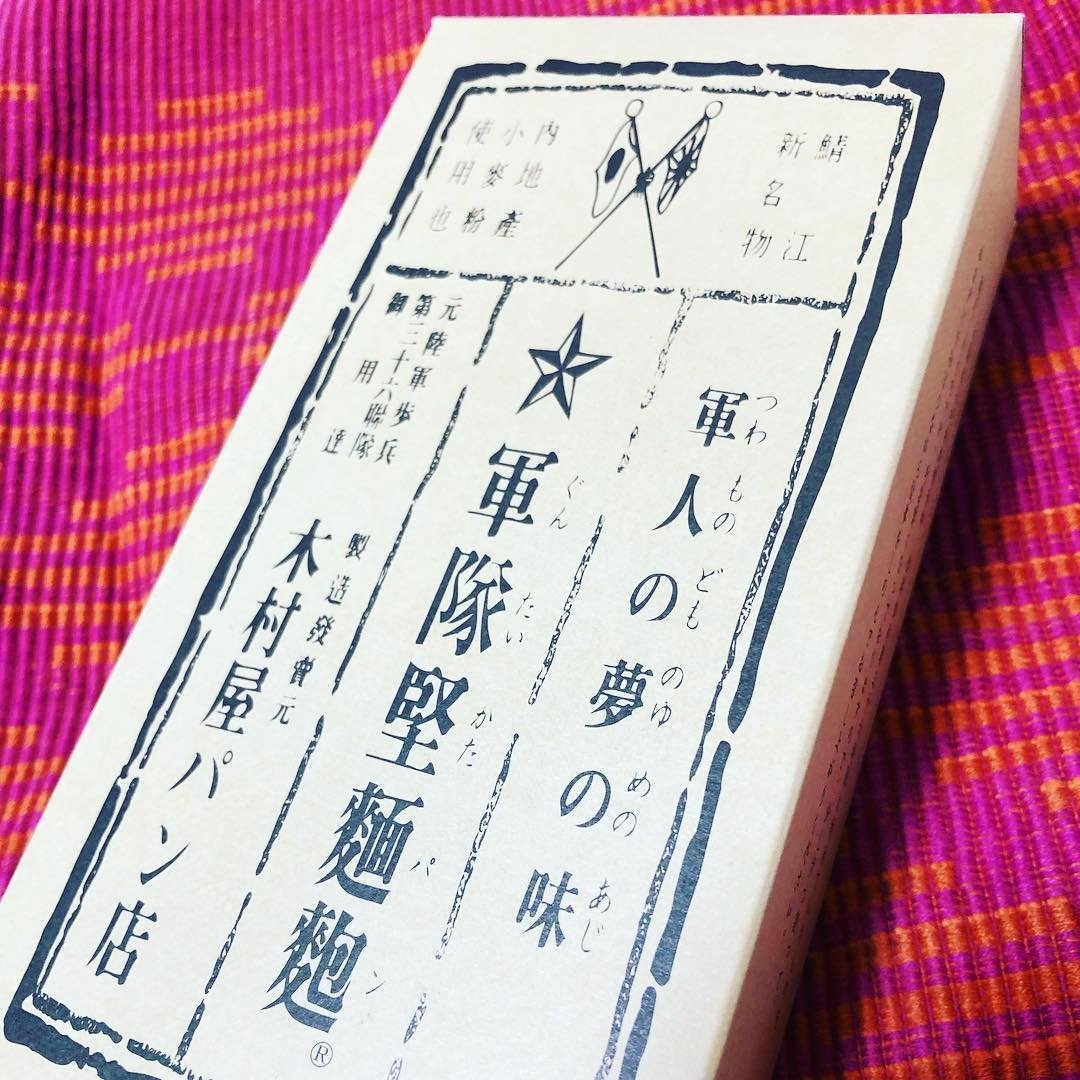 鯖江
新名物
内地產
小麥粉
使用也
つわものどものゆめのあじ
軍人の夢の味
ぐんたいかたパン
軍隊堅麵麭®
元陸軍歩兵
第三十六聯隊
御用達
製造發賣元
木村屋パン店